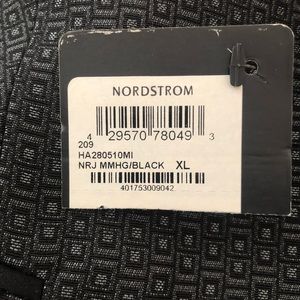 NORDSTROM
4 29570 78049 3
209
HA280510MI
NRJ MMHG/BLACK XL
401753009042